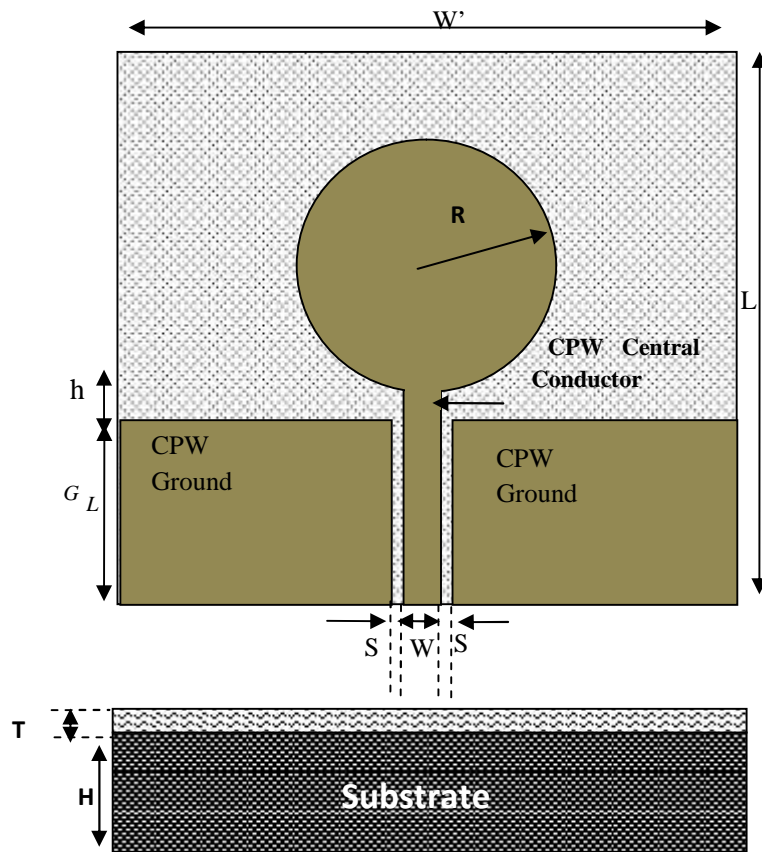 W’
R
L
CPW Central
Conductor
h
CPW
Ground
CPW
Ground
G L
S W S
T
H
Substrate